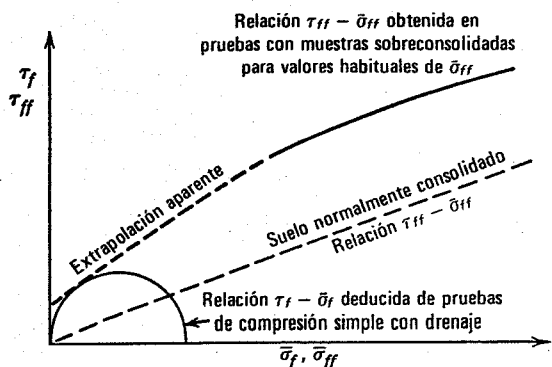 Relación τff – σ̄ff obtenida en
pruebas con muestras sobreconsolidadas
para valores habituales de σ̄ff
τf
τff
Extrapolación aparente
Suelo normalmente consolidado
Relación τff – σ̄ff
Relación τf – σ̄f deducida de pruebas
de compresión simple con drenaje
σ̄f, σ̄ff